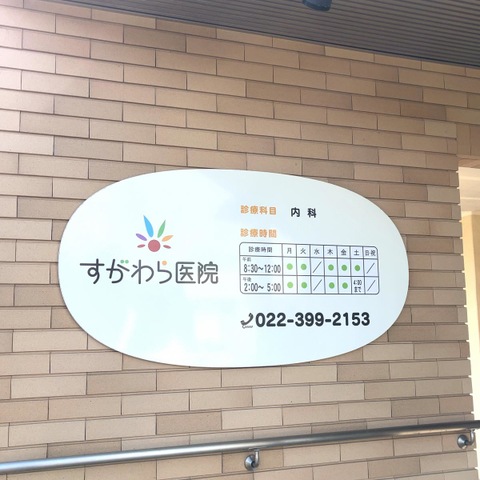 すがわら医院
診療科目 内科
診療時間
診療時間 月 火 水 木 金 土 日・祝
午前 8:30～12:00 ● ● ／ ● ● ● ／
午後 2:00～5:00 ● ● ／ ● ● 4:00まで ／
022-399-2153